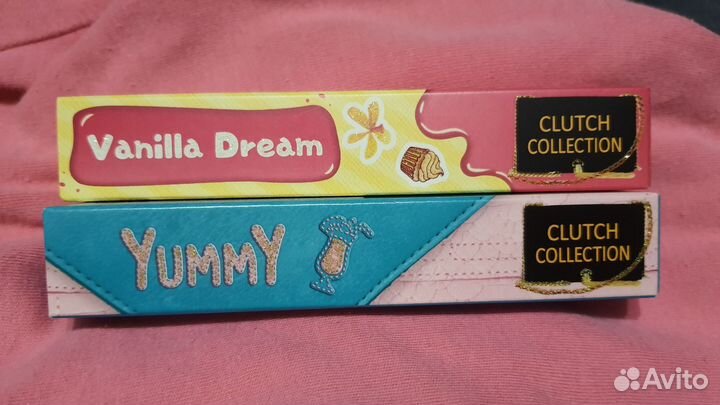 Vanilla Dream
CLUTCH
COLLECTION
YUMMY
CLUTCH
COLLECTION
Avito